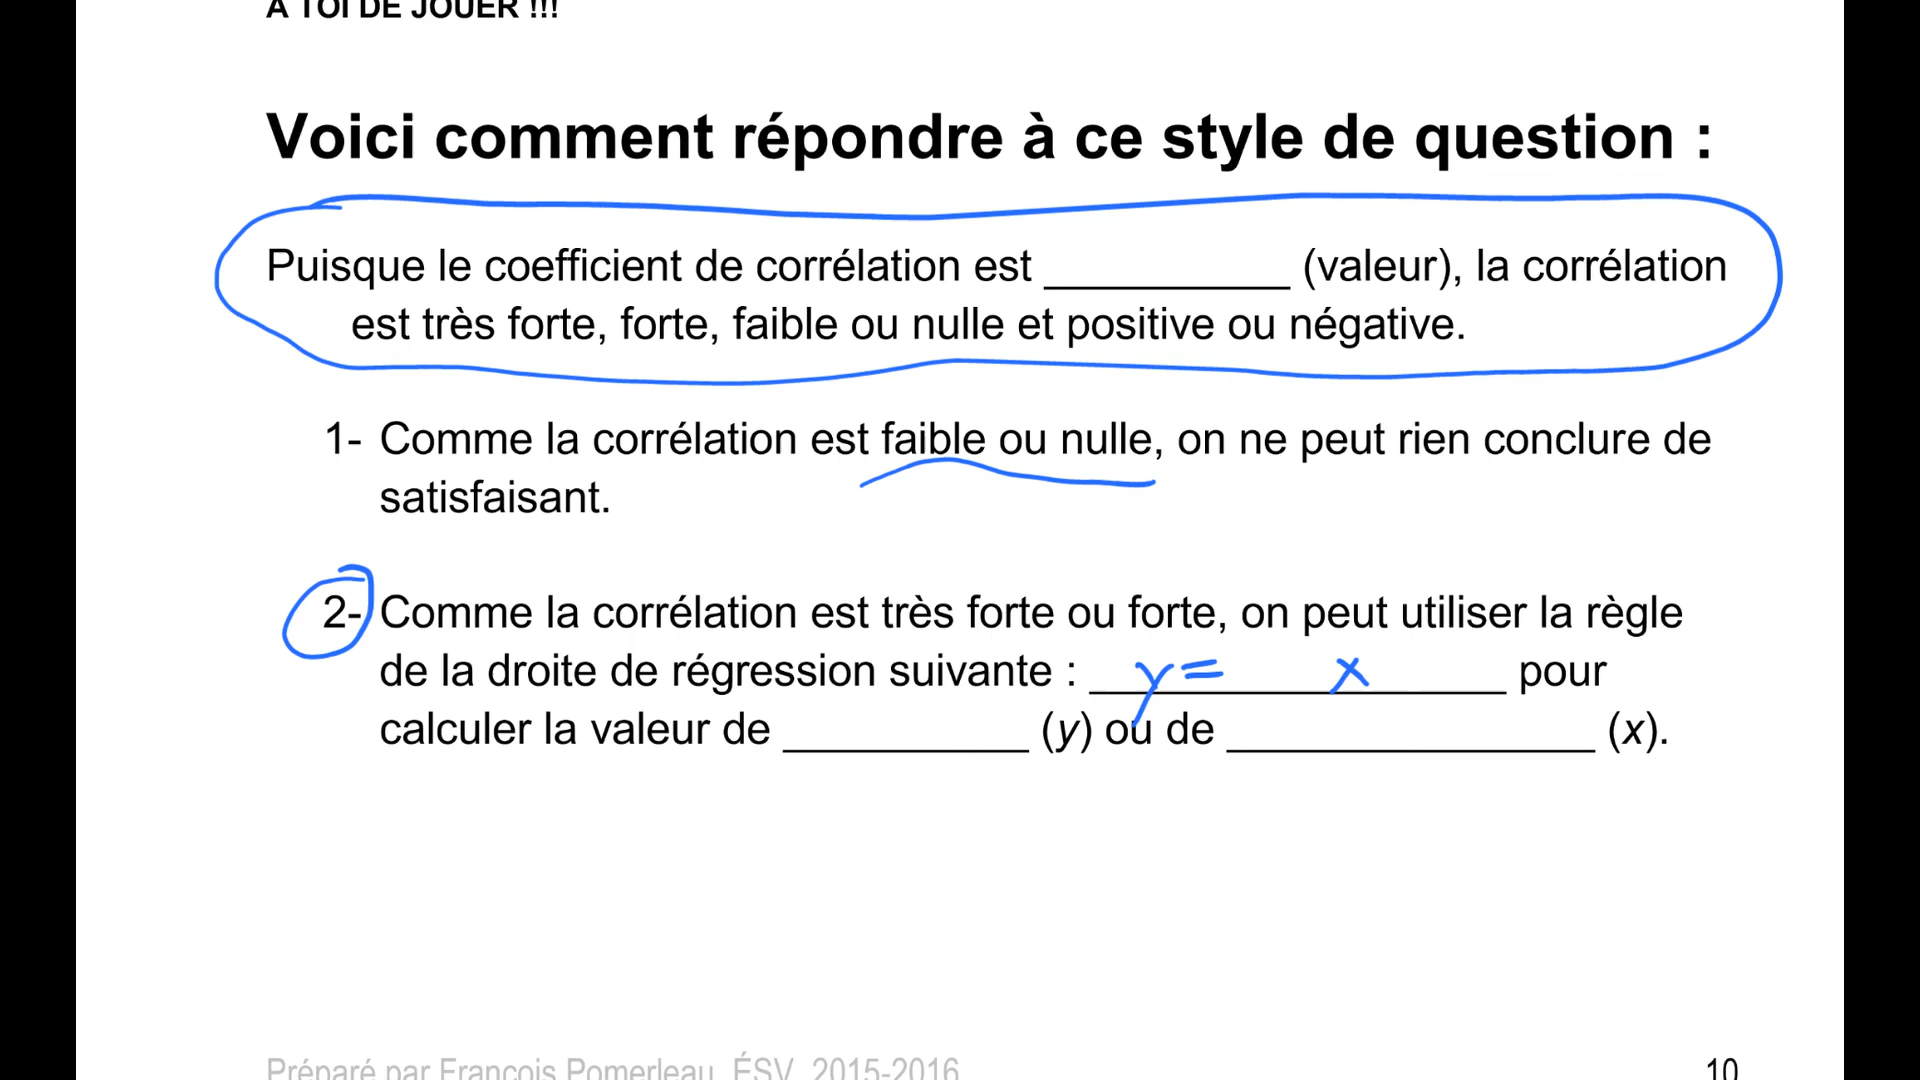 A TOI DE JOUER !!!
Voici comment répondre à ce style de question :
Puisque le coefficient de corrélation est __________ (valeur), la corrélation
est très forte, forte, faible ou nulle et positive ou négative.
1- Comme la corrélation est faible ou nulle, on ne peut rien conclure de
satisfaisant.
2- Comme la corrélation est très forte ou forte, on peut utiliser la règle
de la droite de régression suivante : y= x pour
calculer la valeur de __________ (y) ou de _______________ (x).
Préparé par François Pomerleau, ÉSV, 2015-2016 10